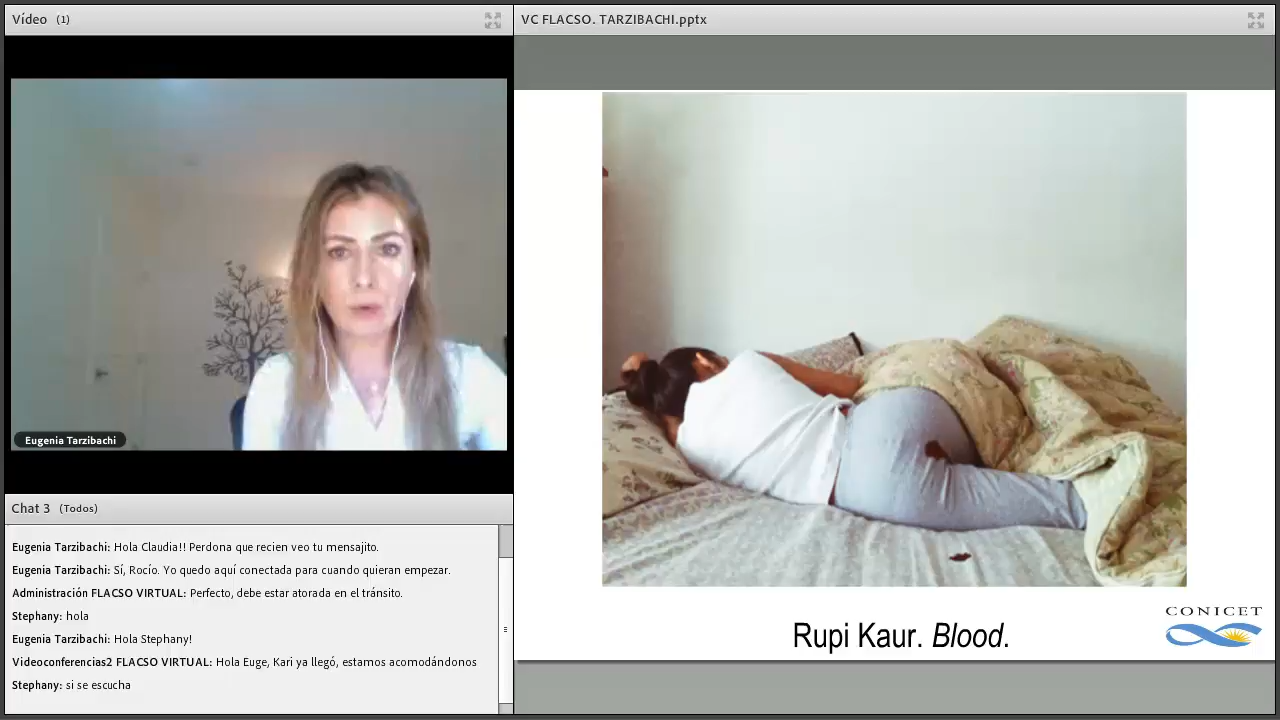 Vídeo (1)
VC FLACSO. TARZIBACHI.pptx
Eugenia Tarzibachi
Chat 3 (Todos)
Eugenia Tarzibachi: Hola Claudia!! Perdona que recien veo tu mensajito.
Eugenia Tarzibachi: Sí, Rocío. Yo quedo aquí conectada para cuando quieran empezar.
Administración FLACSO VIRTUAL: Perfecto, debe estar atorada en el tránsito.
Stephany: hola
Eugenia Tarzibachi: Hola Stephany!
Videoconferencias2 FLACSO VIRTUAL: Hola Euge, Kari ya llegó, estamos acomodándonos
Stephany: si se escucha
Rupi Kaur. Blood.
CONICET